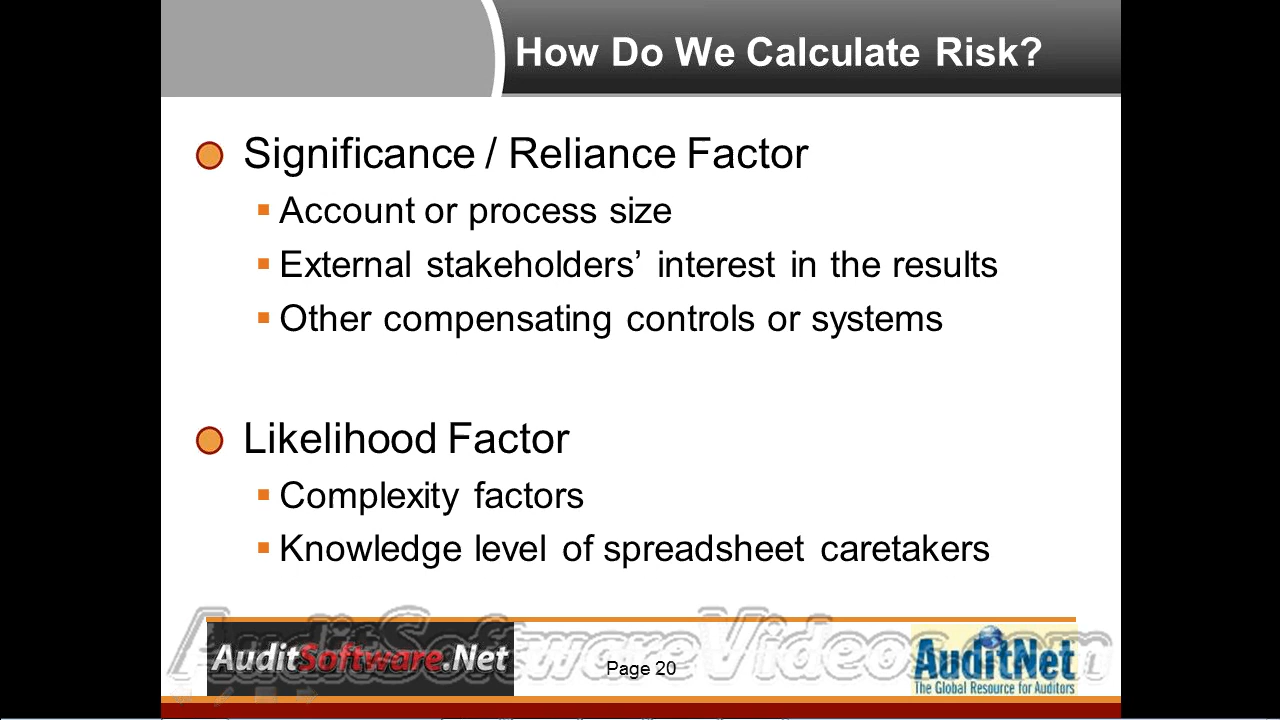 How Do We Calculate Risk?
Significance / Reliance Factor
Account or process size
External stakeholders’ interest in the results
Other compensating controls or systems
Likelihood Factor
Complexity factors
Knowledge level of spreadsheet caretakers
AuditSoftwareVideos.com
AuditSoftware.Net
Page 20
AuditNet
The Global Resource for Auditors